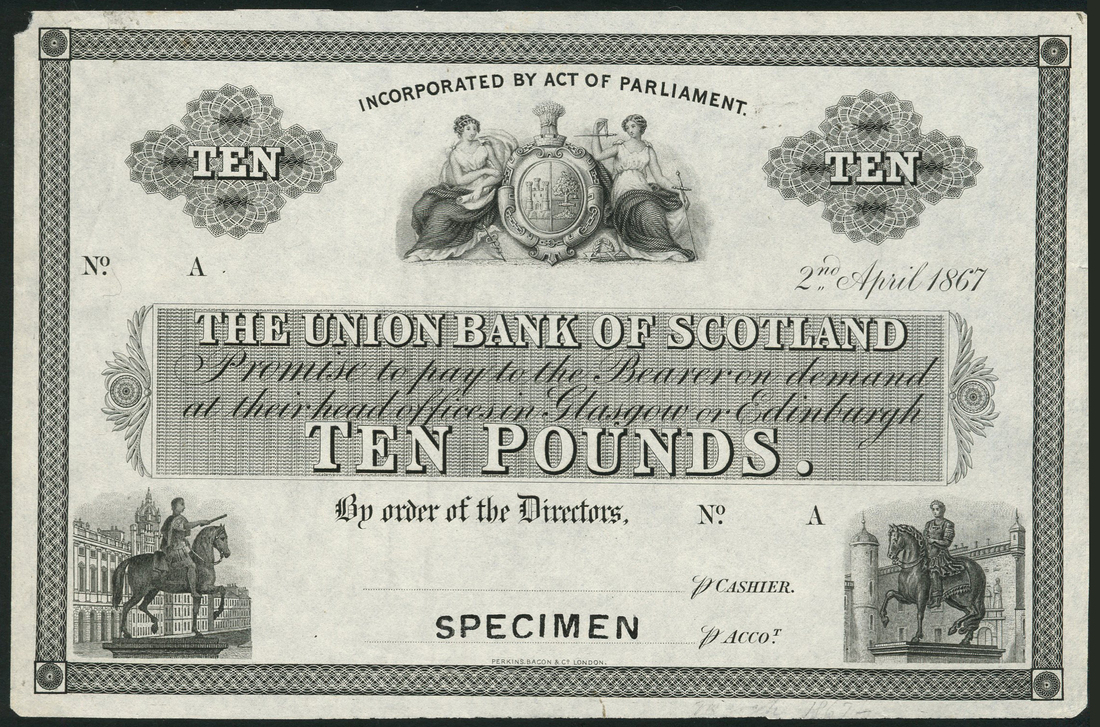 INCORPORATED BY ACT OF PARLIAMENT.
TEN
TEN
No. A .
2nd April 1867
THE UNION BANK OF SCOTLAND
Promise to pay to the Bearer on demand
at their head offices in Glasgow or Edinburgh
TEN POUNDS.
By order of the Directors,
No. A
p CASHIER.
SPECIMEN
p ACCOT.
PERKINS, BACON & CO. LONDON.